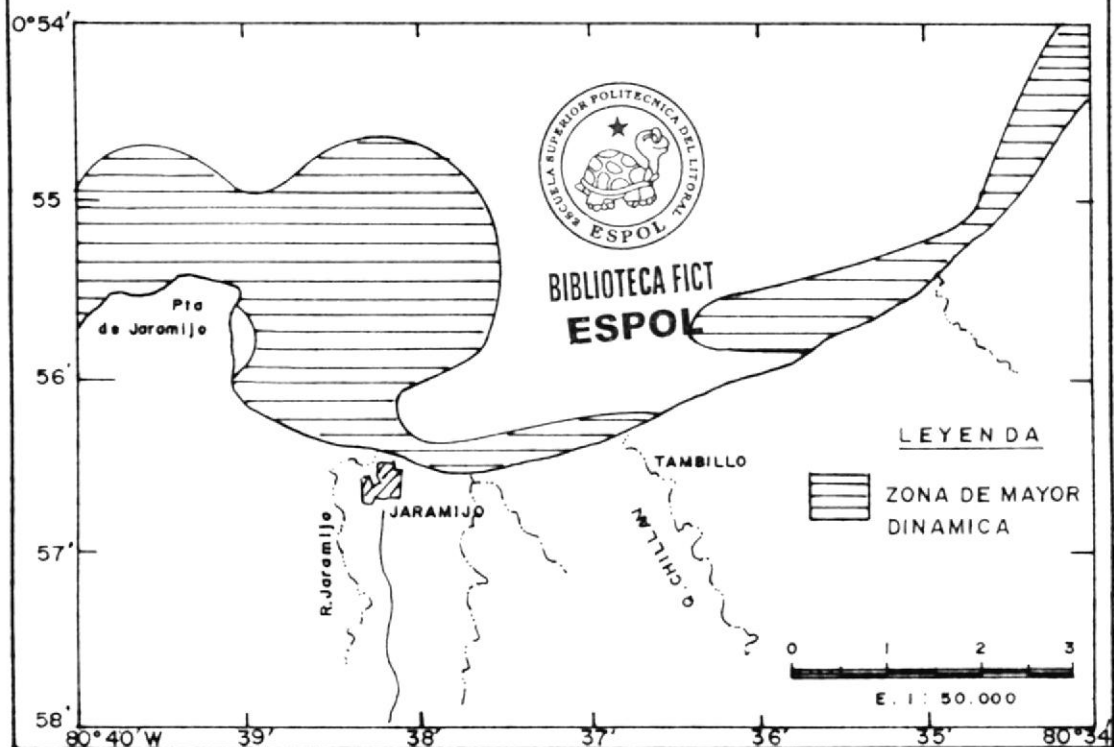 0°54'
ESCUELA SUPERIOR POLITECNICA DEL LITORAL
ESPOL
55
BIBLIOTECA FICT
ESPOL
Pta
de Jaramijo
56'
LEYENDA
TAMBILLO
ZONA DE MAYOR
DINAMICA
JARAMIJO
R. Jaramijo
Q. CHILLAN
57'
0 1 2 3
E. 1: 50.000
58'
80°40' W 39' 38 37' 36' 35 80°34'